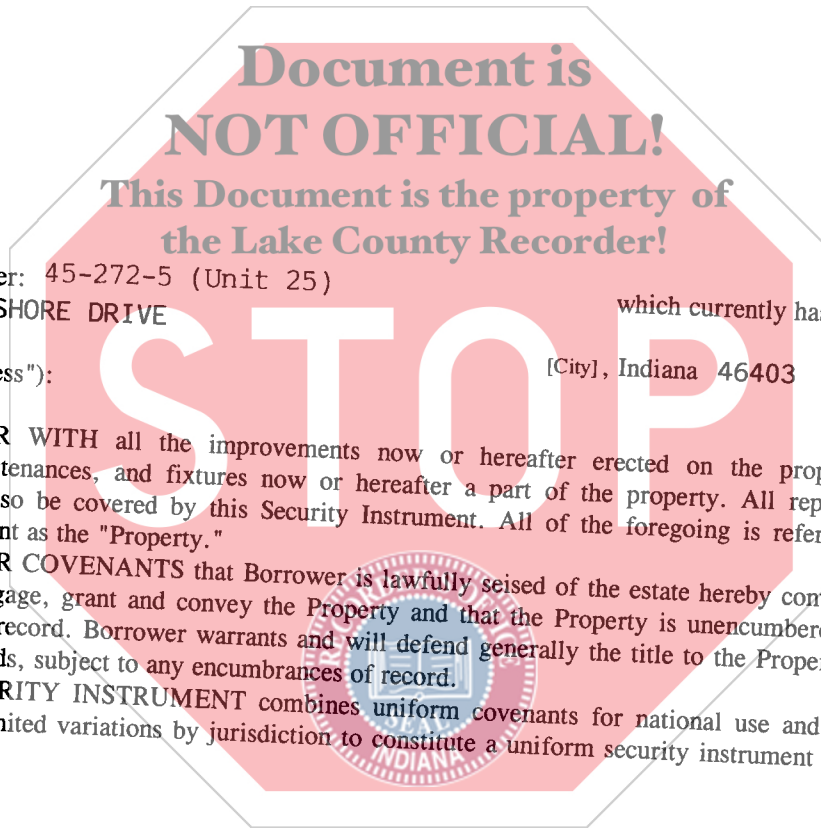 Document is
NOT OFFICIAL!
This Document is the property of
the Lake County Recorder!
er: 45-272-5 (Unit 25)
SHORE DRIVE which currently has
ess"): [City], Indiana 46403
R WITH all the improvements now or hereafter erected on the prop
tenances, and fixtures now or hereafter a part of the property. All rep
so be covered by this Security Instrument. All of the foregoing is refer
nt as the "Property."
R COVENANTS that Borrower is lawfully seised of the estate hereby con
gage, grant and convey the Property and that the Property is unencumbere
record. Borrower warrants and will defend generally the title to the Proper
ds, subject to any encumbrances of record.
RITY INSTRUMENT combines uniform covenants for national use and
nited variations by jurisdiction to constitute a uniform security instrument
STOP
RECORDER'S OFFICE
SEAL
INDIANA